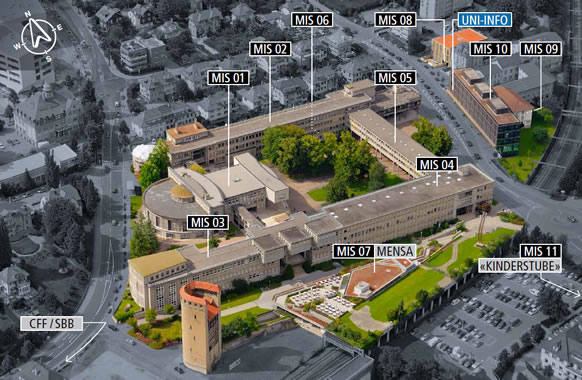 N
E
W
S
MIS 06
MIS 08
UNI-INFO
MIS 02
MIS 10
MIS 09
MIS 01
MIS 05
MIS 04
MIS 03
MIS 07 MENSA
MIS 11
«KINDERSTUBE»
CFF / SBB